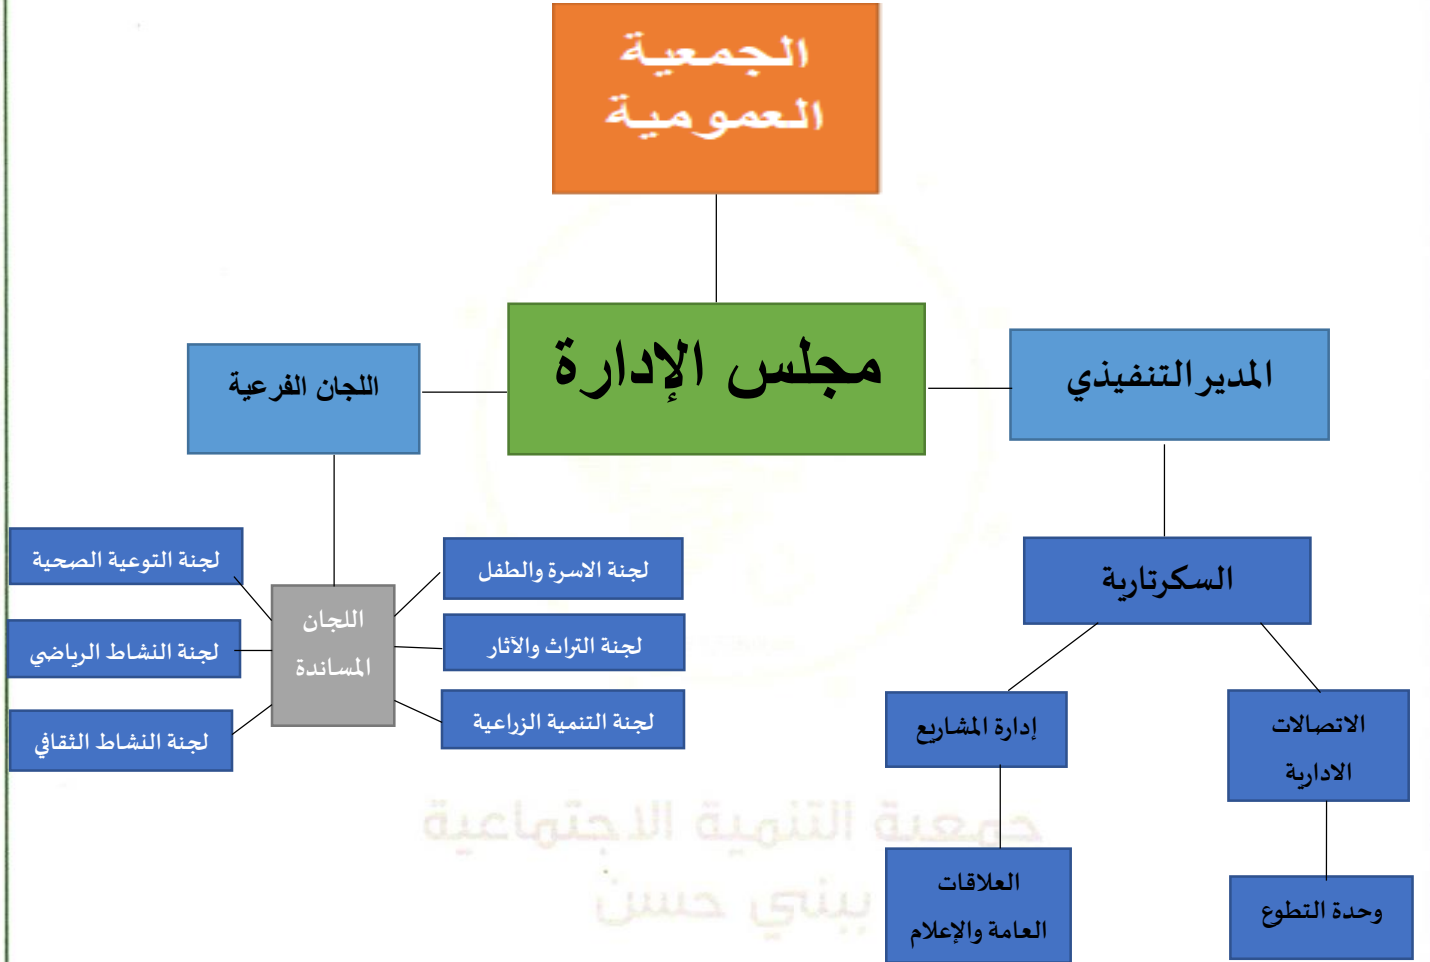 الجمعية
العمومية
مجلس الإدارة
المدير التنفيذي
اللجان الفرعية
السكرتارية
لجنة الاسرة والطفل
لجنة التوعية الصحية
اللجان
المساندة
لجنة التراث والآثار
لجنة النشاط الرياضي
لجنة التنمية الزراعية
لجنة النشاط الثقافي
الاتصالات
الادارية
إدارة المشاريع
وحدة التطوع
العلاقات
العامة والإعلام
جمعية التنمية الاجتماعية
ببني حسن